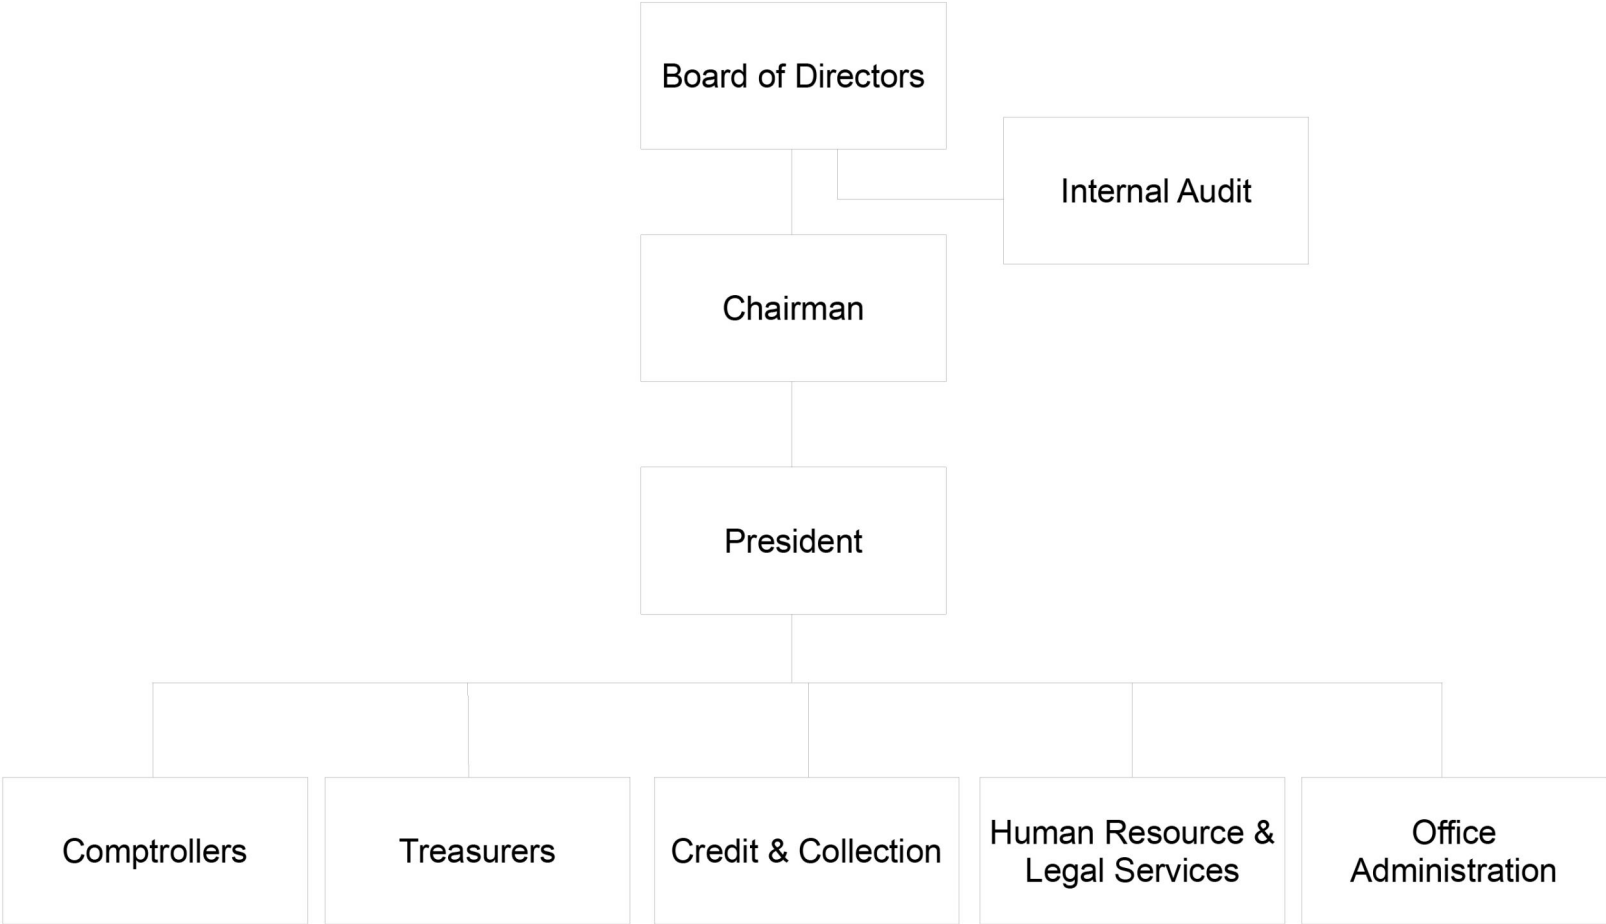 Board of Directors
Internal Audit
Chairman
President
Comptrollers
Treasurers
Credit & Collection
Human Resource &
Legal Services
Office
Administration